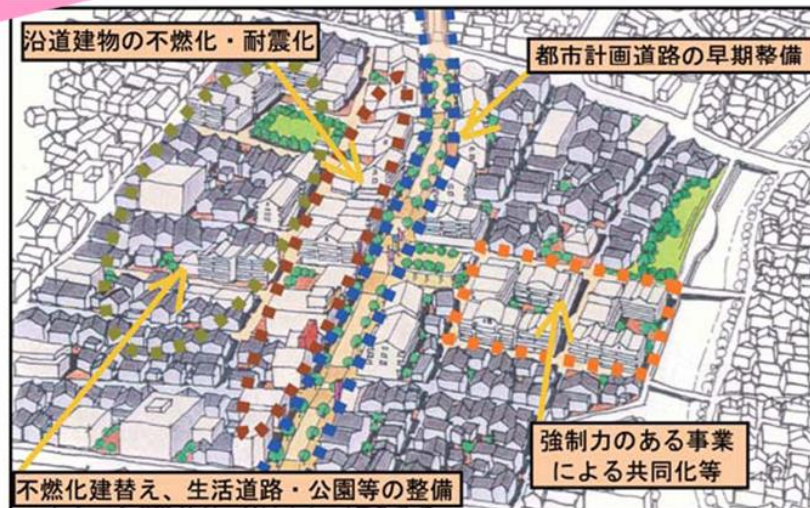 沿道建物の不燃化・耐震化
都市計画道路の早期整備
強制力のある事業
による共同化等
不燃化建替え、生活道路・公園等の整備